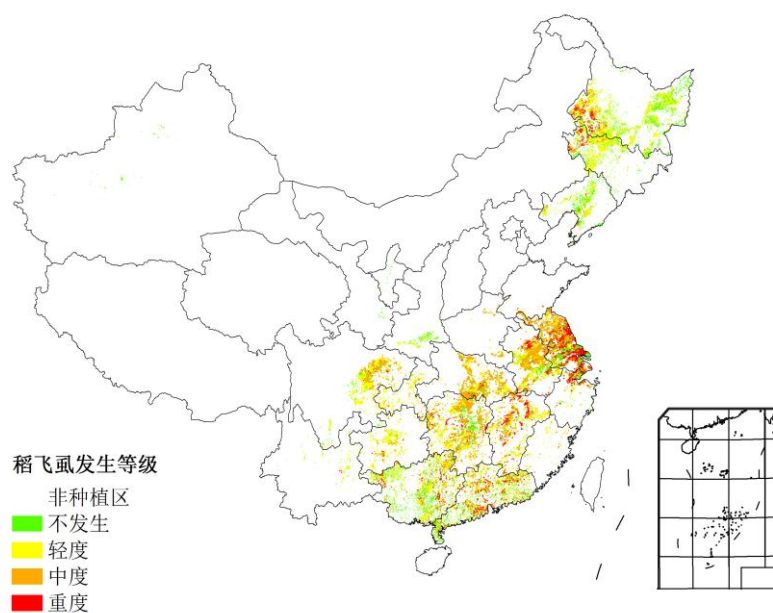 稻飞虱发生等级
非种植区
不发生
轻度
中度
重度